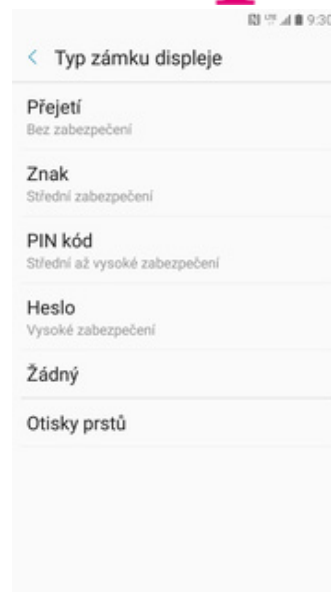 9:30
Typ zámku displeje
Přejetí
Bez zabezpečení
Znak
Střední zabezpečení
PIN kód
Střední až vysoké zabezpečení
Heslo
Vysoké zabezpečení
Žádný
Otisky prstů